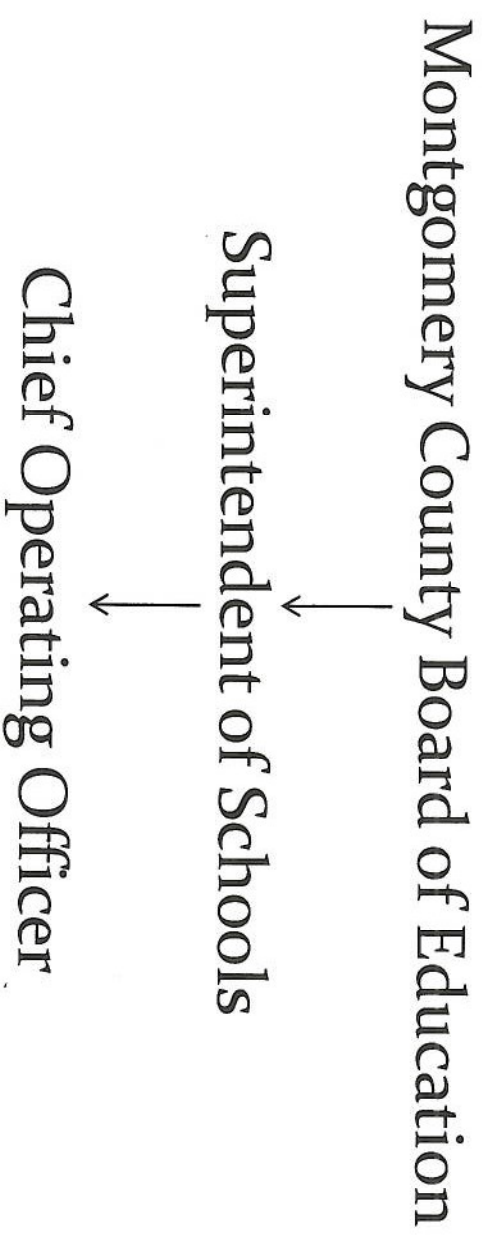 Montgomery County Board of Education
Superintendent of Schools
Chief Operating Officer